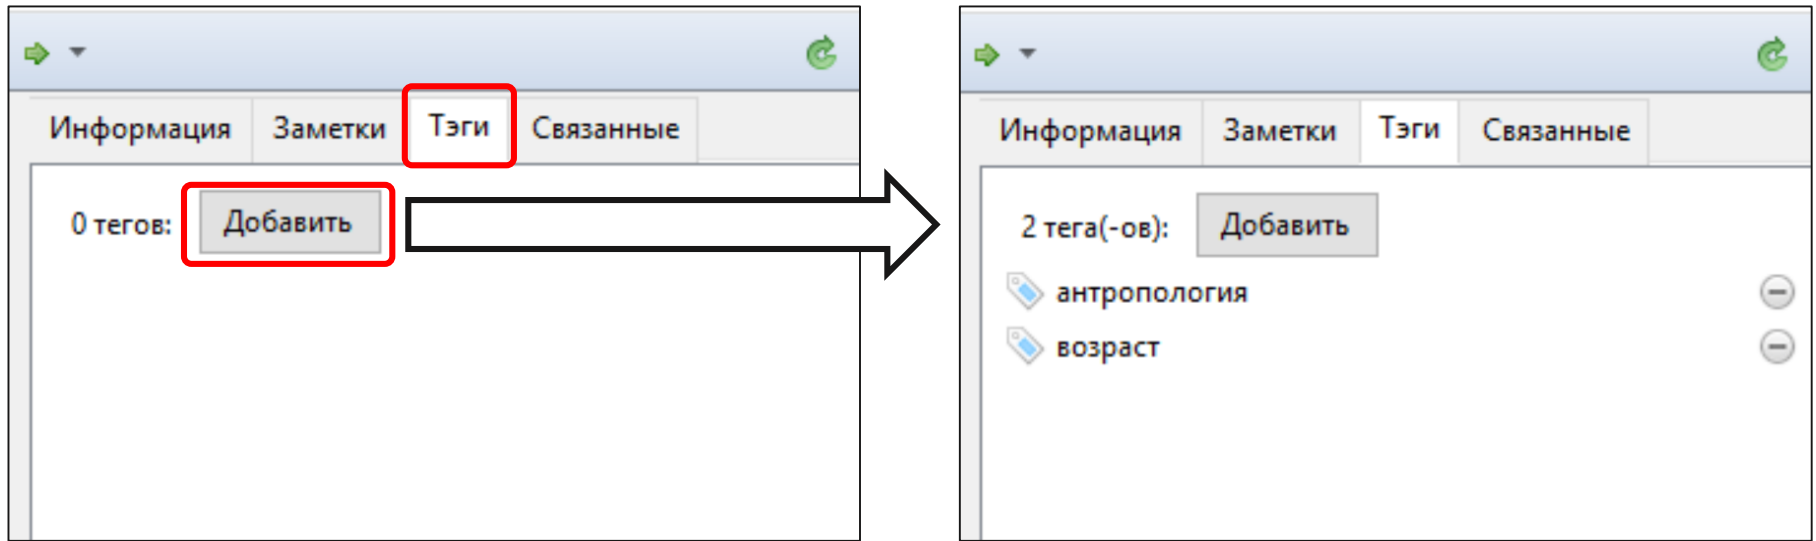 Информация Заметки Тэги Связанные
0 тегов: Добавить
Информация Заметки Тэги Связанные
2 тега(-ов): Добавить
антропология
возраст